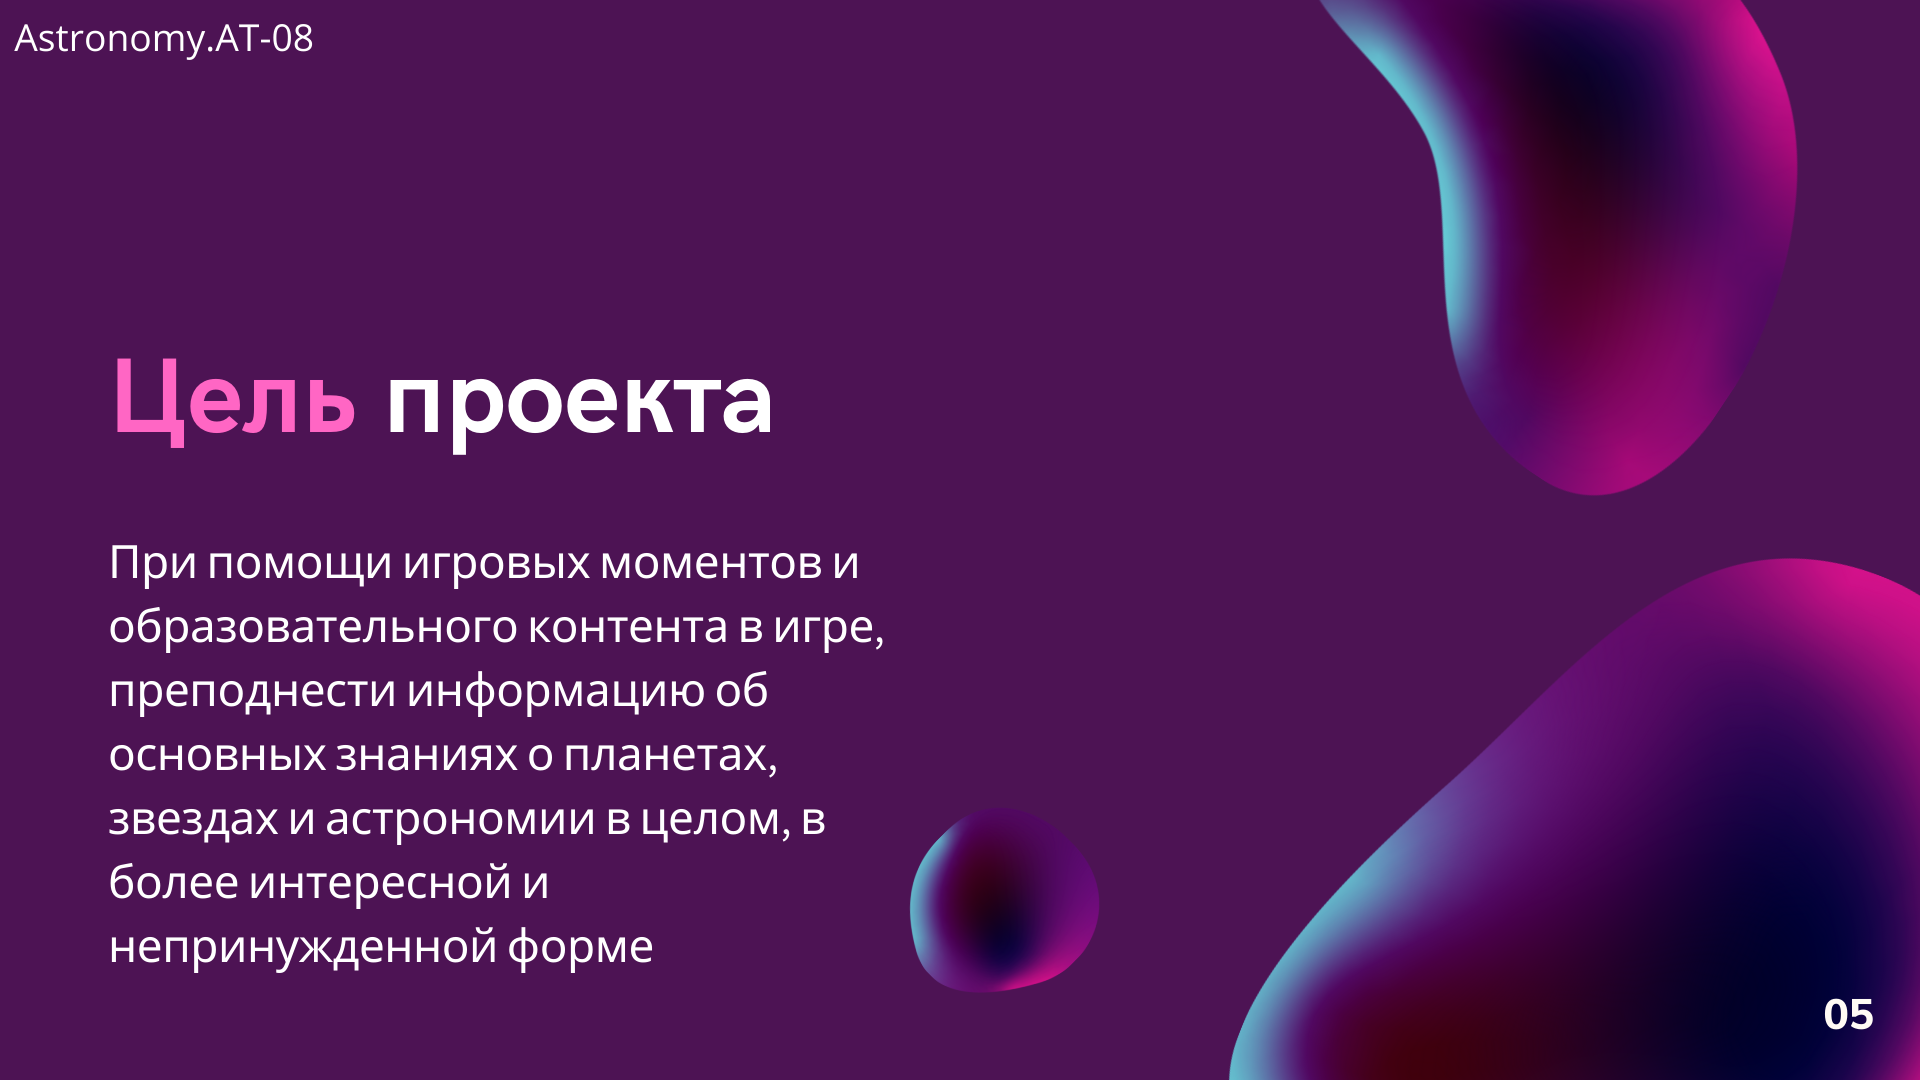 Astronomy.AT-08
Цель проекта
При помощи игровых моментов и
образовательного контента в игре,
преподнести информацию об
основных знаниях о планетах,
звездах и астрономии в целом, в
более интересной и
непринужденной форме
05